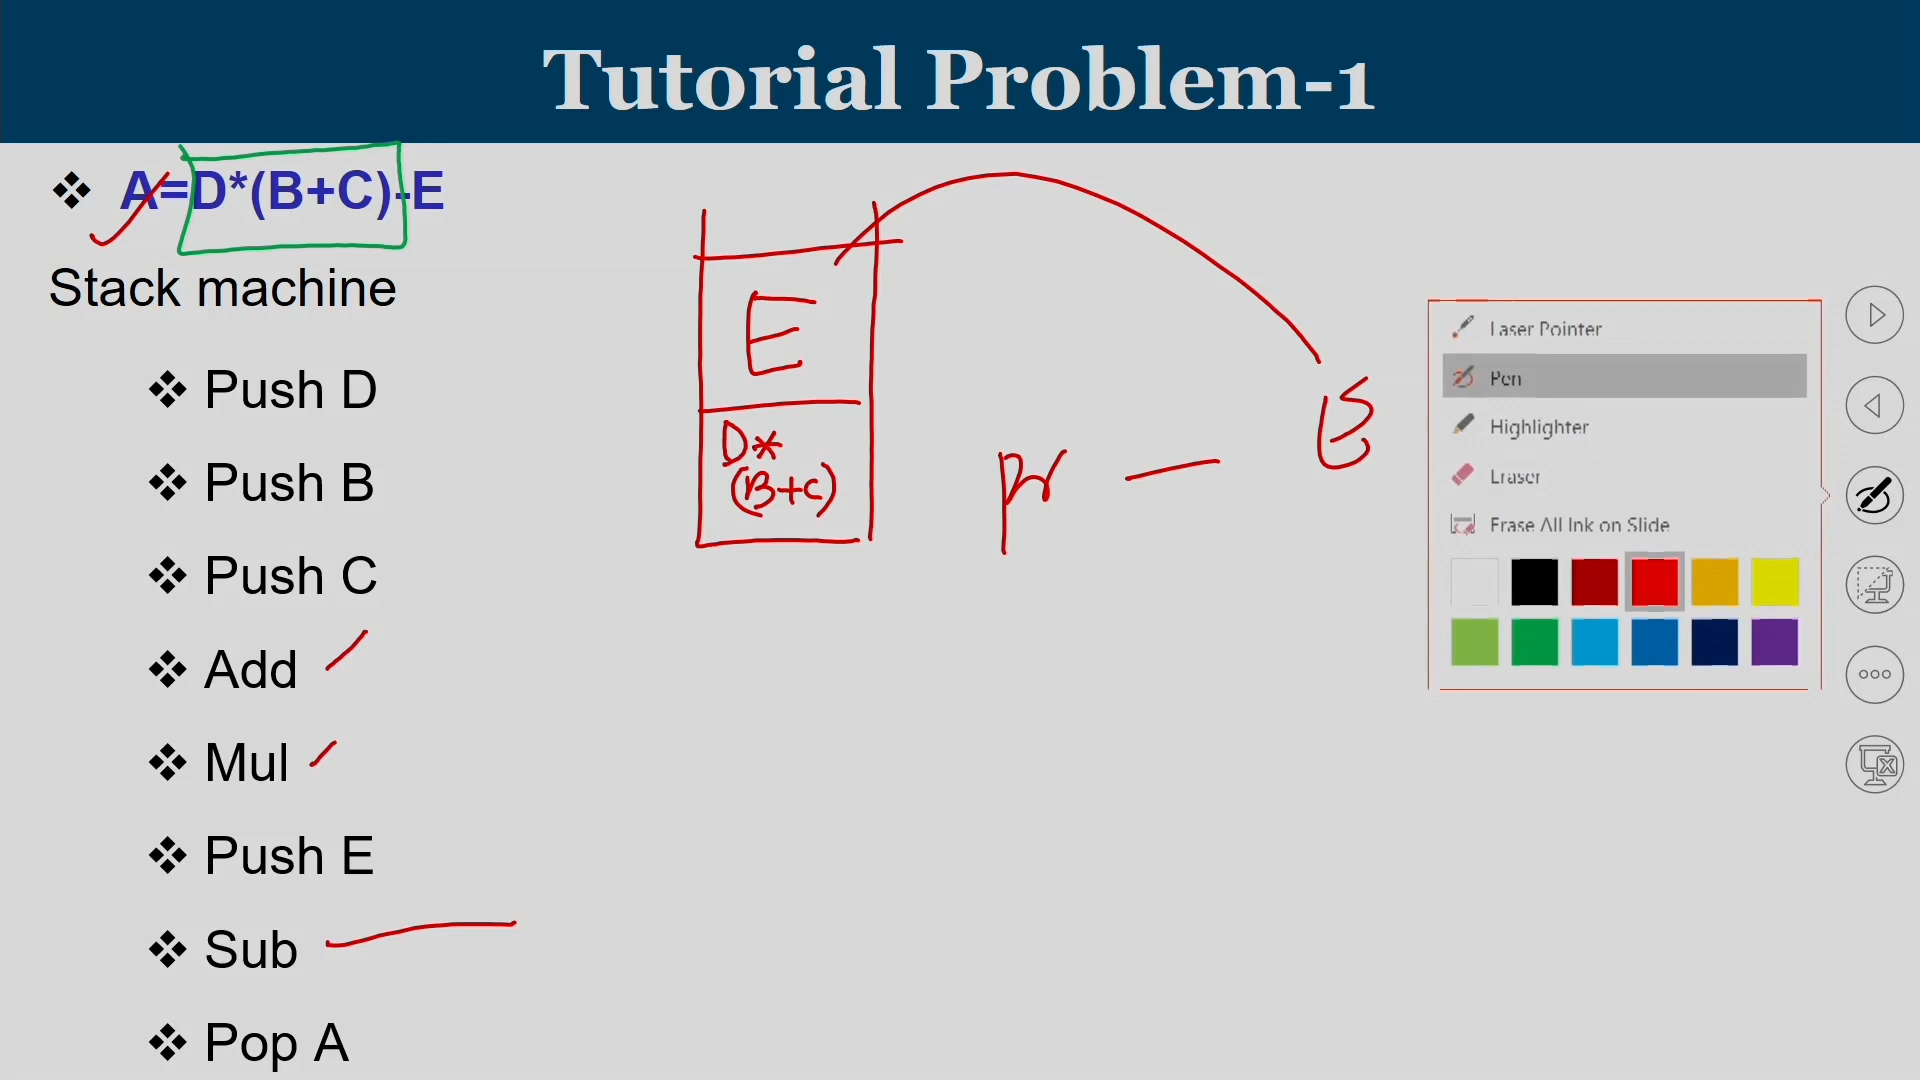 Tutorial Problem-1
❖ A=D*(B+C)-E
Stack machine
❖ Push D
❖ Push B
❖ Push C
❖ Add
❖ Mul
❖ Push E
❖ Sub
❖ Pop A
E
D*
(B+C)
—
Laser Pointer
Pen
Highlighter
Eraser
Erase All Ink on Slide